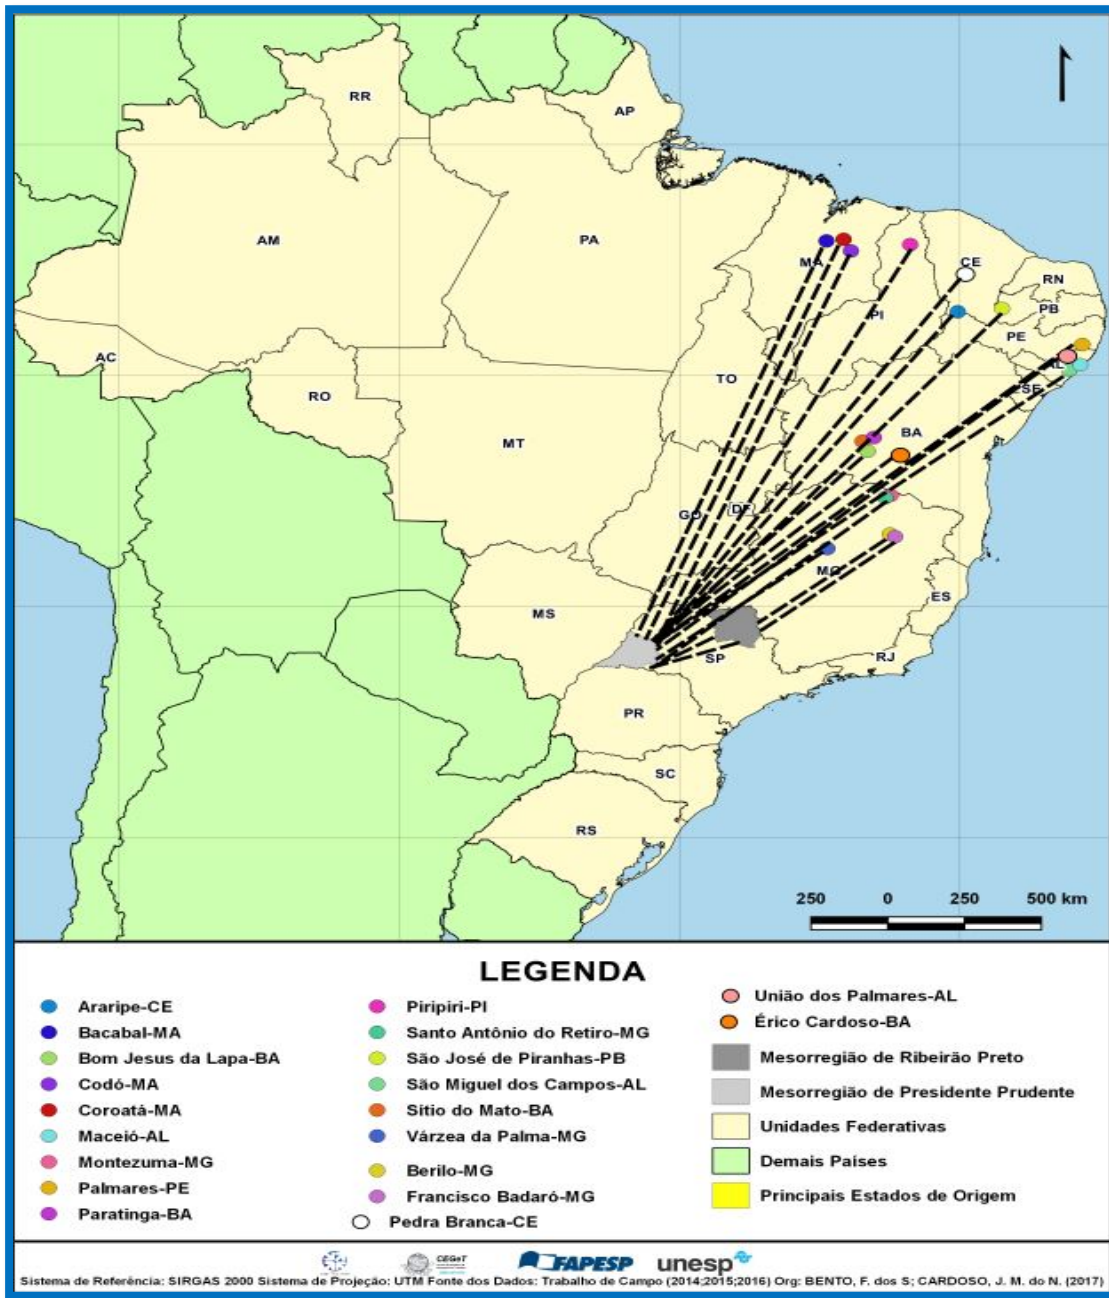 RR
AP
AM
PA
MA
CE
RN
PB
PI
PE
AC
AL
TO
SE
RO
BA
MT
GO
DF
MG
ES
MS
SP
RJ
PR
SC
RS
250 0 250 500 km
LEGENDA
Araripe-CE
Bacabal-MA
Bom Jesus da Lapa-BA
Codó-MA
Coroatá-MA
Maceió-AL
Montezuma-MG
Palmares-PE
Paratinga-BA
Piripiri-PI
Santo Antônio do Retiro-MG
São José de Piranhas-PB
São Miguel dos Campos-AL
Sítio do Mato-BA
Várzea da Palma-MG
Berilo-MG
Francisco Badaró-MG
Pedra Branca-CE
União dos Palmares-AL
Érico Cardoso-BA
Mesorregião de Ribeirão Preto
Mesorregião de Presidente Prudente
Unidades Federativas
Demais Países
Principais Estados de Origem
CEGeT
FAPESP
unesp
Sistema de Referência: SIRGAS 2000 Sistema de Projeção: UTM Fonte dos Dados: Trabalho de Campo (2014;2015;2016) Org: BENTO, F. dos S; CARDOSO, J. M. do N. (2017)